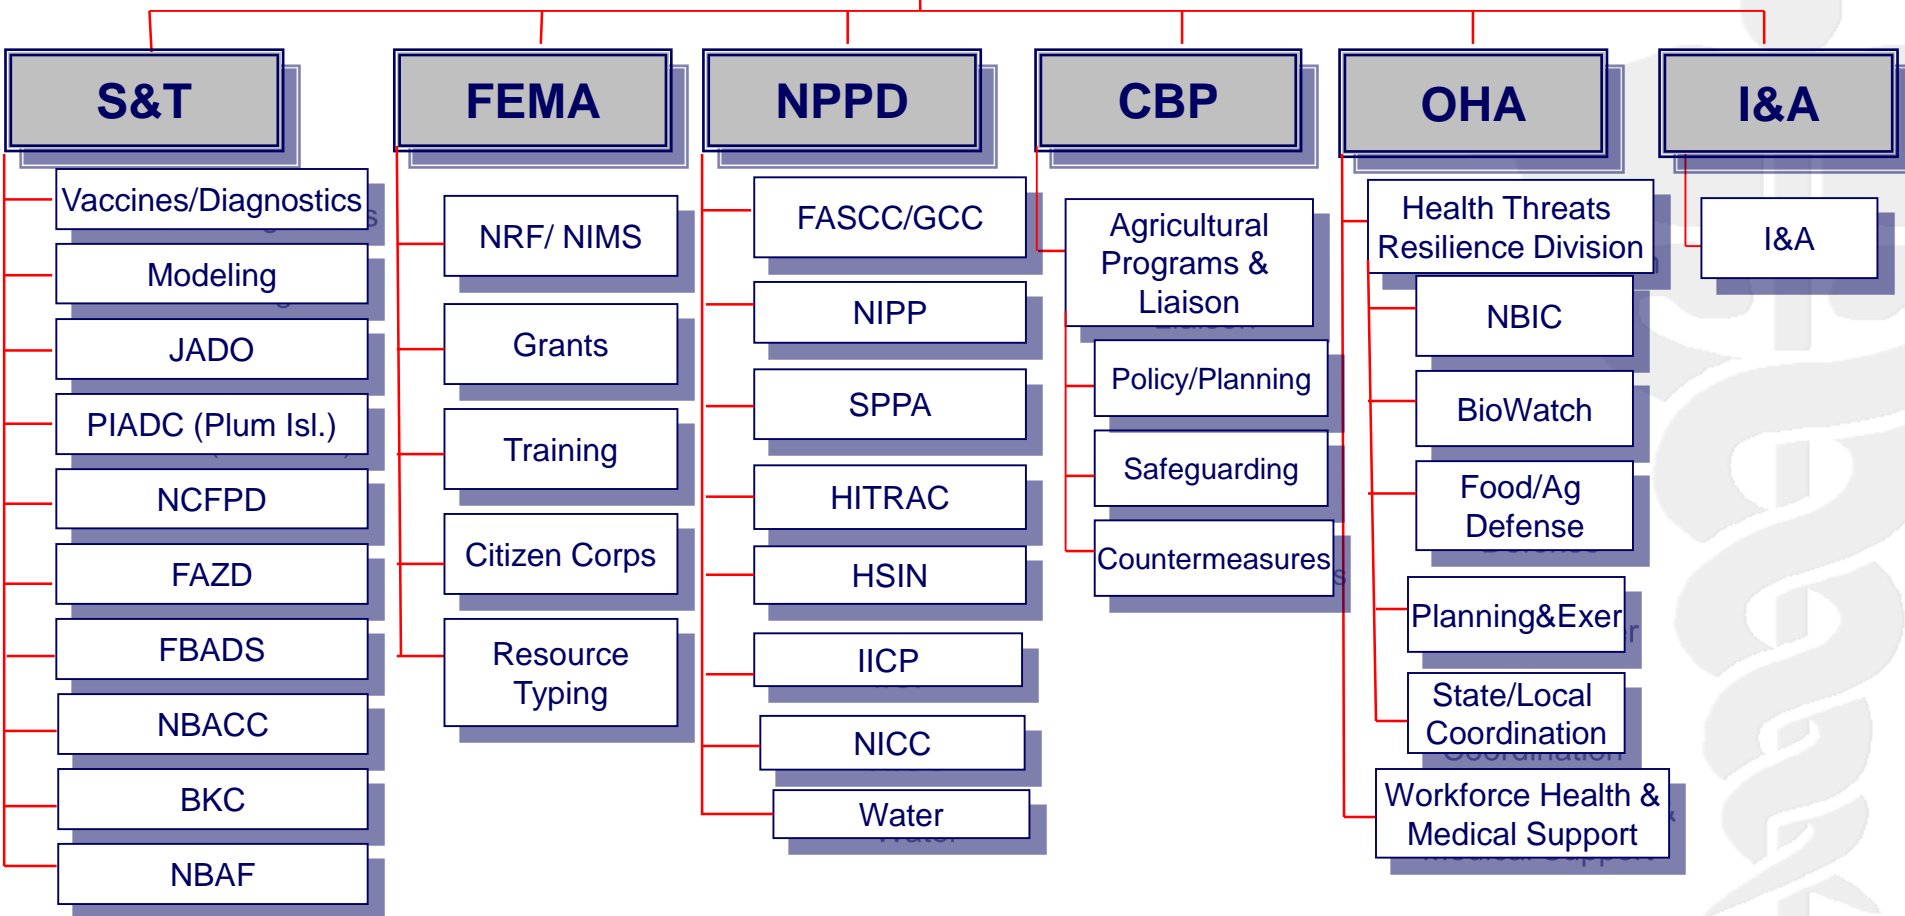 S&T
FEMA
NPPD
CBP
OHA
I&A
Vaccines/Diagnostics
Modeling
JADO
PIADC (Plum Isl.)
NCFPD
FAZD
FBADS
NBACC
BKC
NBAF
NRF/ NIMS
Grants
Training
Citizen Corps
Resource
Typing
FASCC/GCC
NIPP
SPPA
HITRAC
HSIN
IICP
NICC
Water
Agricultural
Programs &
Liaison
Policy/Planning
Safeguarding
Countermeasures
Health Threats
Resilience Division
NBIC
BioWatch
Food/Ag
Defense
Planning&Exer
State/Local
Coordination
Workforce Health &
Medical Support
I&A